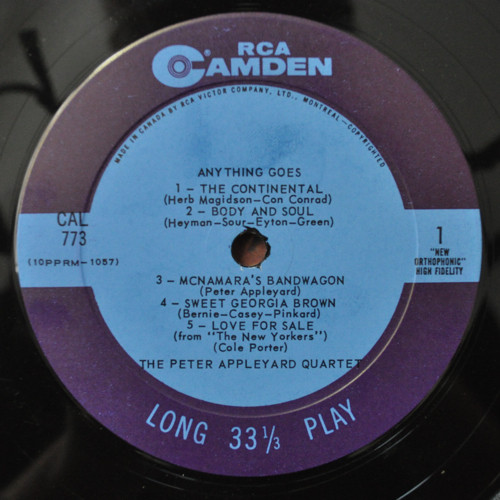 RCA
CAMDEN
MADE IN CANADA BY RCA VICTOR COMPANY, LTD., MONTREAL-COPYRIGHT
ANYTHING GOES
1 - THE CONTINENTAL
(Herb Magidson-Con Conrad)
2 - BODY AND SOUL
(Heyman-Sour-Eyton-Green)
CAL
773
(10PPRM-1057)
1
"NEW
ORTHOPHONIC"
HIGH FIDELITY
3 - MCNAMARA'S BANDWAGON
(Peter Appleyard)
4 - SWEET GEORGIA BROWN
(Bernie-Casey-Pinkard)
5 - LOVE FOR SALE
(from "The New Yorkers")
(Cole Porter)
THE PETER APPLEYARD QUARTET
LONG 33⅓ PLAY